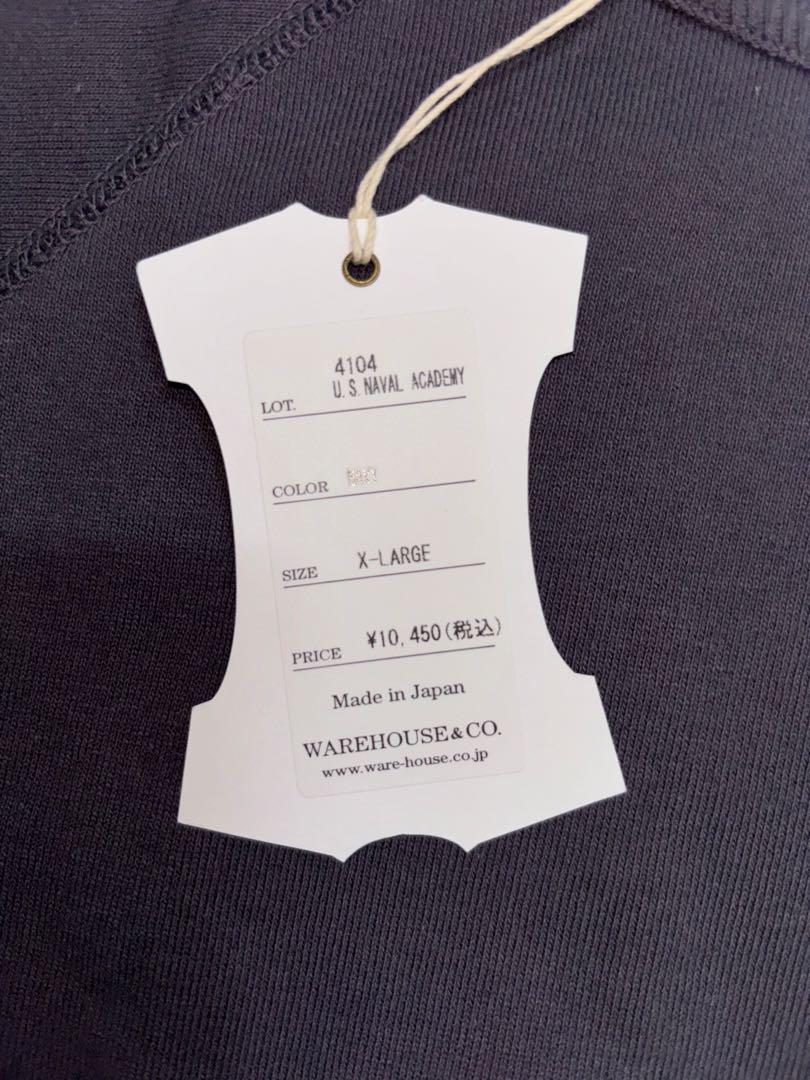 4104
LOT. U.S.NAVAL ACADEMY
COLOR
SIZE X-LARGE
PRICE ¥10,450(税込)
Made in Japan
WAREHOUSE&CO.
www.ware-house.co.jp